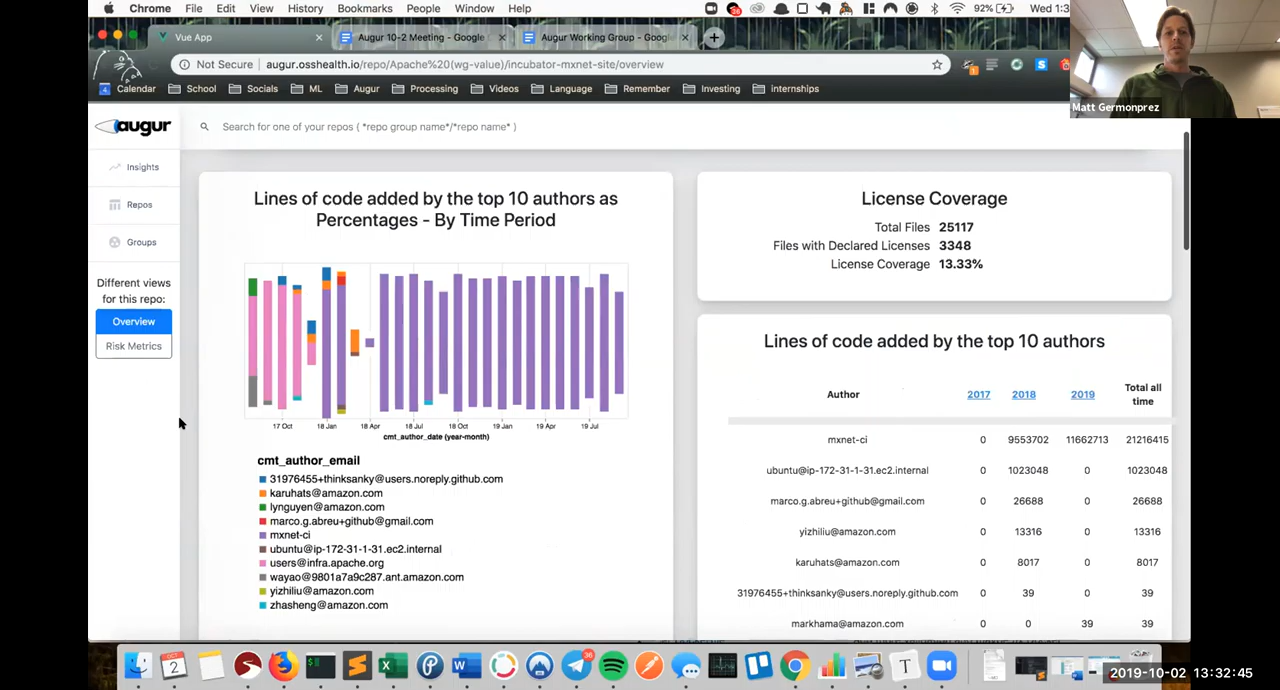 Chrome File Edit View History Bookmarks People Window Help 26 92% Wed 1:3
Vue App × Augur 10-2 Meeting - Google × Augur Working Group - Goog ×
Not Secure augur.osshealth.io/repo/Apache%20(wg-value)/incubator-mxnet-site/overview
Calendar School Socials ML Augur Processing Videos Language Remember Investing internships
Matt Germonprez
augur
Search for one of your repos ( *repo group name*/*repo name* )
Insights
Repos
Groups
Different views
for this repo:
Overview
Risk Metrics
Lines of code added by the top 10 authors as
Percentages - By Time Period
17 Oct 18 Jan 18 Apr 18 Jul 18 Oct 19 Jan 19 Apr 19 Jul
cmt_author_date (year-month)
cmt_author_email
31976455+thinksanky@users.noreply.github.com
karuhats@amazon.com
lynguyen@amazon.com
marco.g.abreu+github@gmail.com
mxnet-ci
ubuntu@ip-172-31-1-31.ec2.internal
users@infra.apache.org
wayao@9801a7a9c287.ant.amazon.com
yizhiliu@amazon.com
zhasheng@amazon.com
License Coverage
Total Files 25117
Files with Declared Licenses 3348
License Coverage 13.33%
Lines of code added by the top 10 authors
Author 2017 2018 2019 Total all time
mxnet-ci 0 9553702 11662713 21216415
ubuntu@ip-172-31-1-31.ec2.internal 0 1023048 0 1023048
marco.g.abreu+github@gmail.com 0 26688 0 26688
yizhiliu@amazon.com 0 13316 0 13316
karuhats@amazon.com 0 8017 0 8017
31976455+thinksanky@users.noreply.github.com 0 39 0 39
markhama@amazon.com 0 0 39 39
2019-10-02 13:32:45